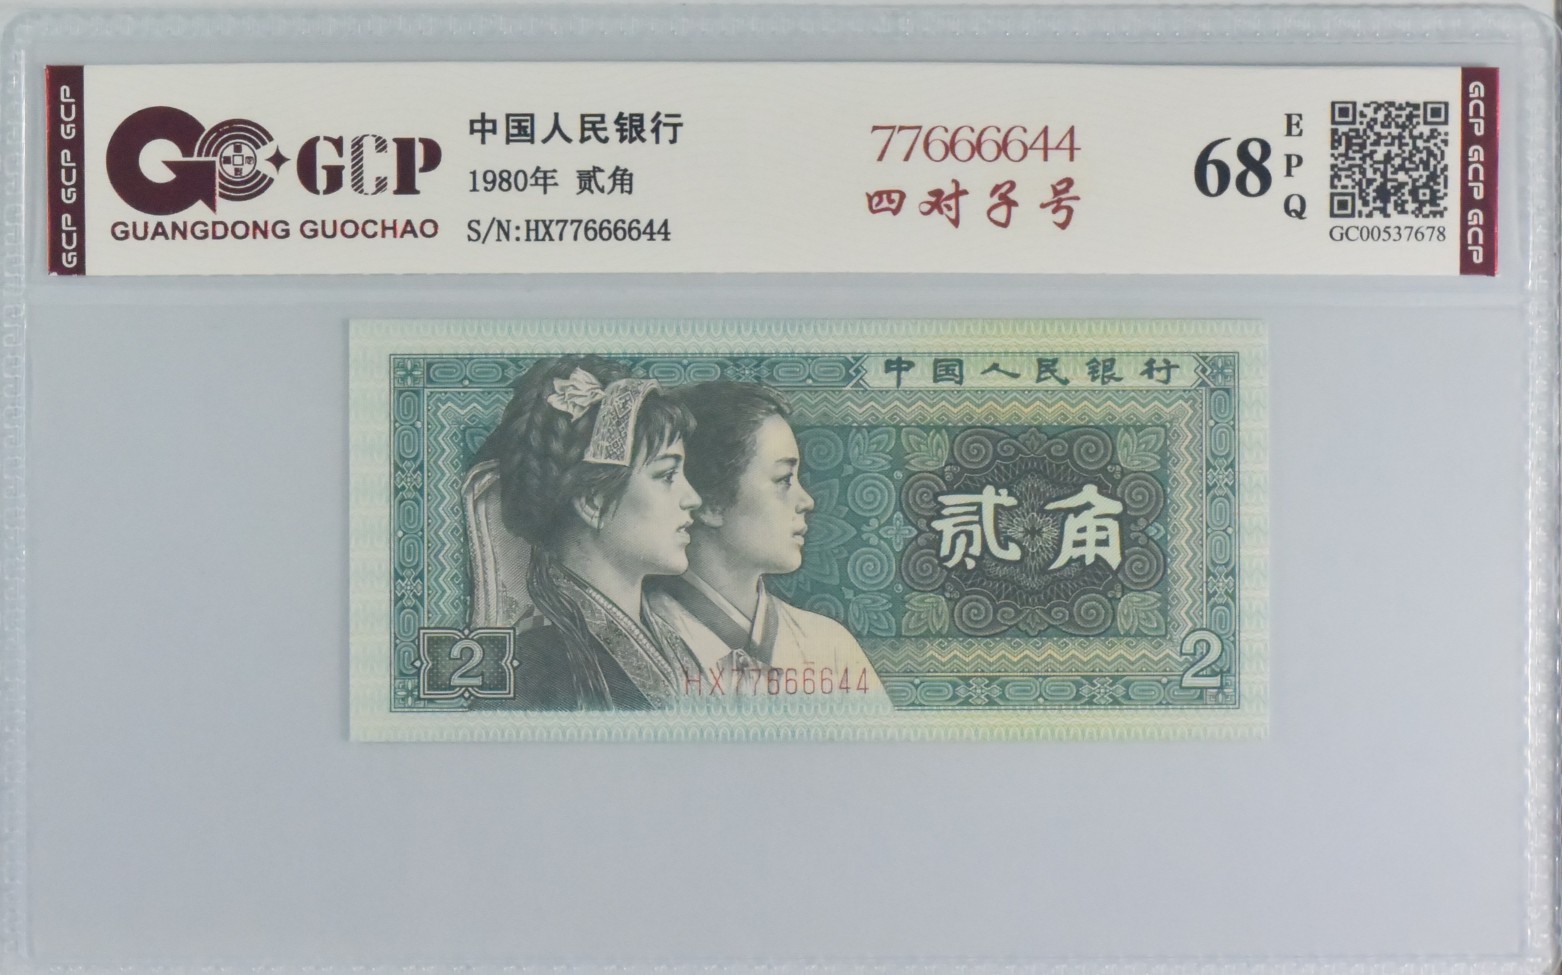 GCP GCP GCP
GCP
GUANGDONG GUOCHAO
中国人民银行
1980年 贰角
S/N:HX77666644
77666644
四对子号
68
EPQ
GC00537678
GCP GCP GCP
中国人民银行
贰角
2
HX77666644
2